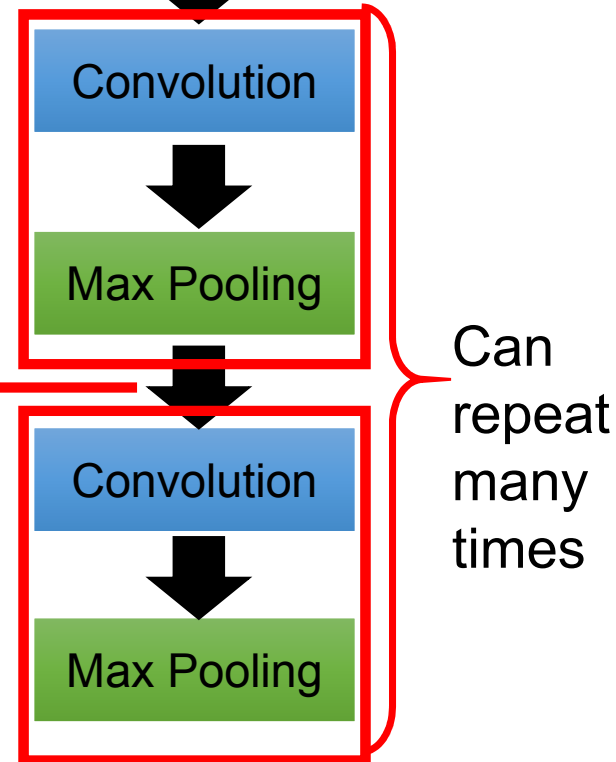 Convolution
Max Pooling
Can
repeat
many
times
Convolution
Max Pooling